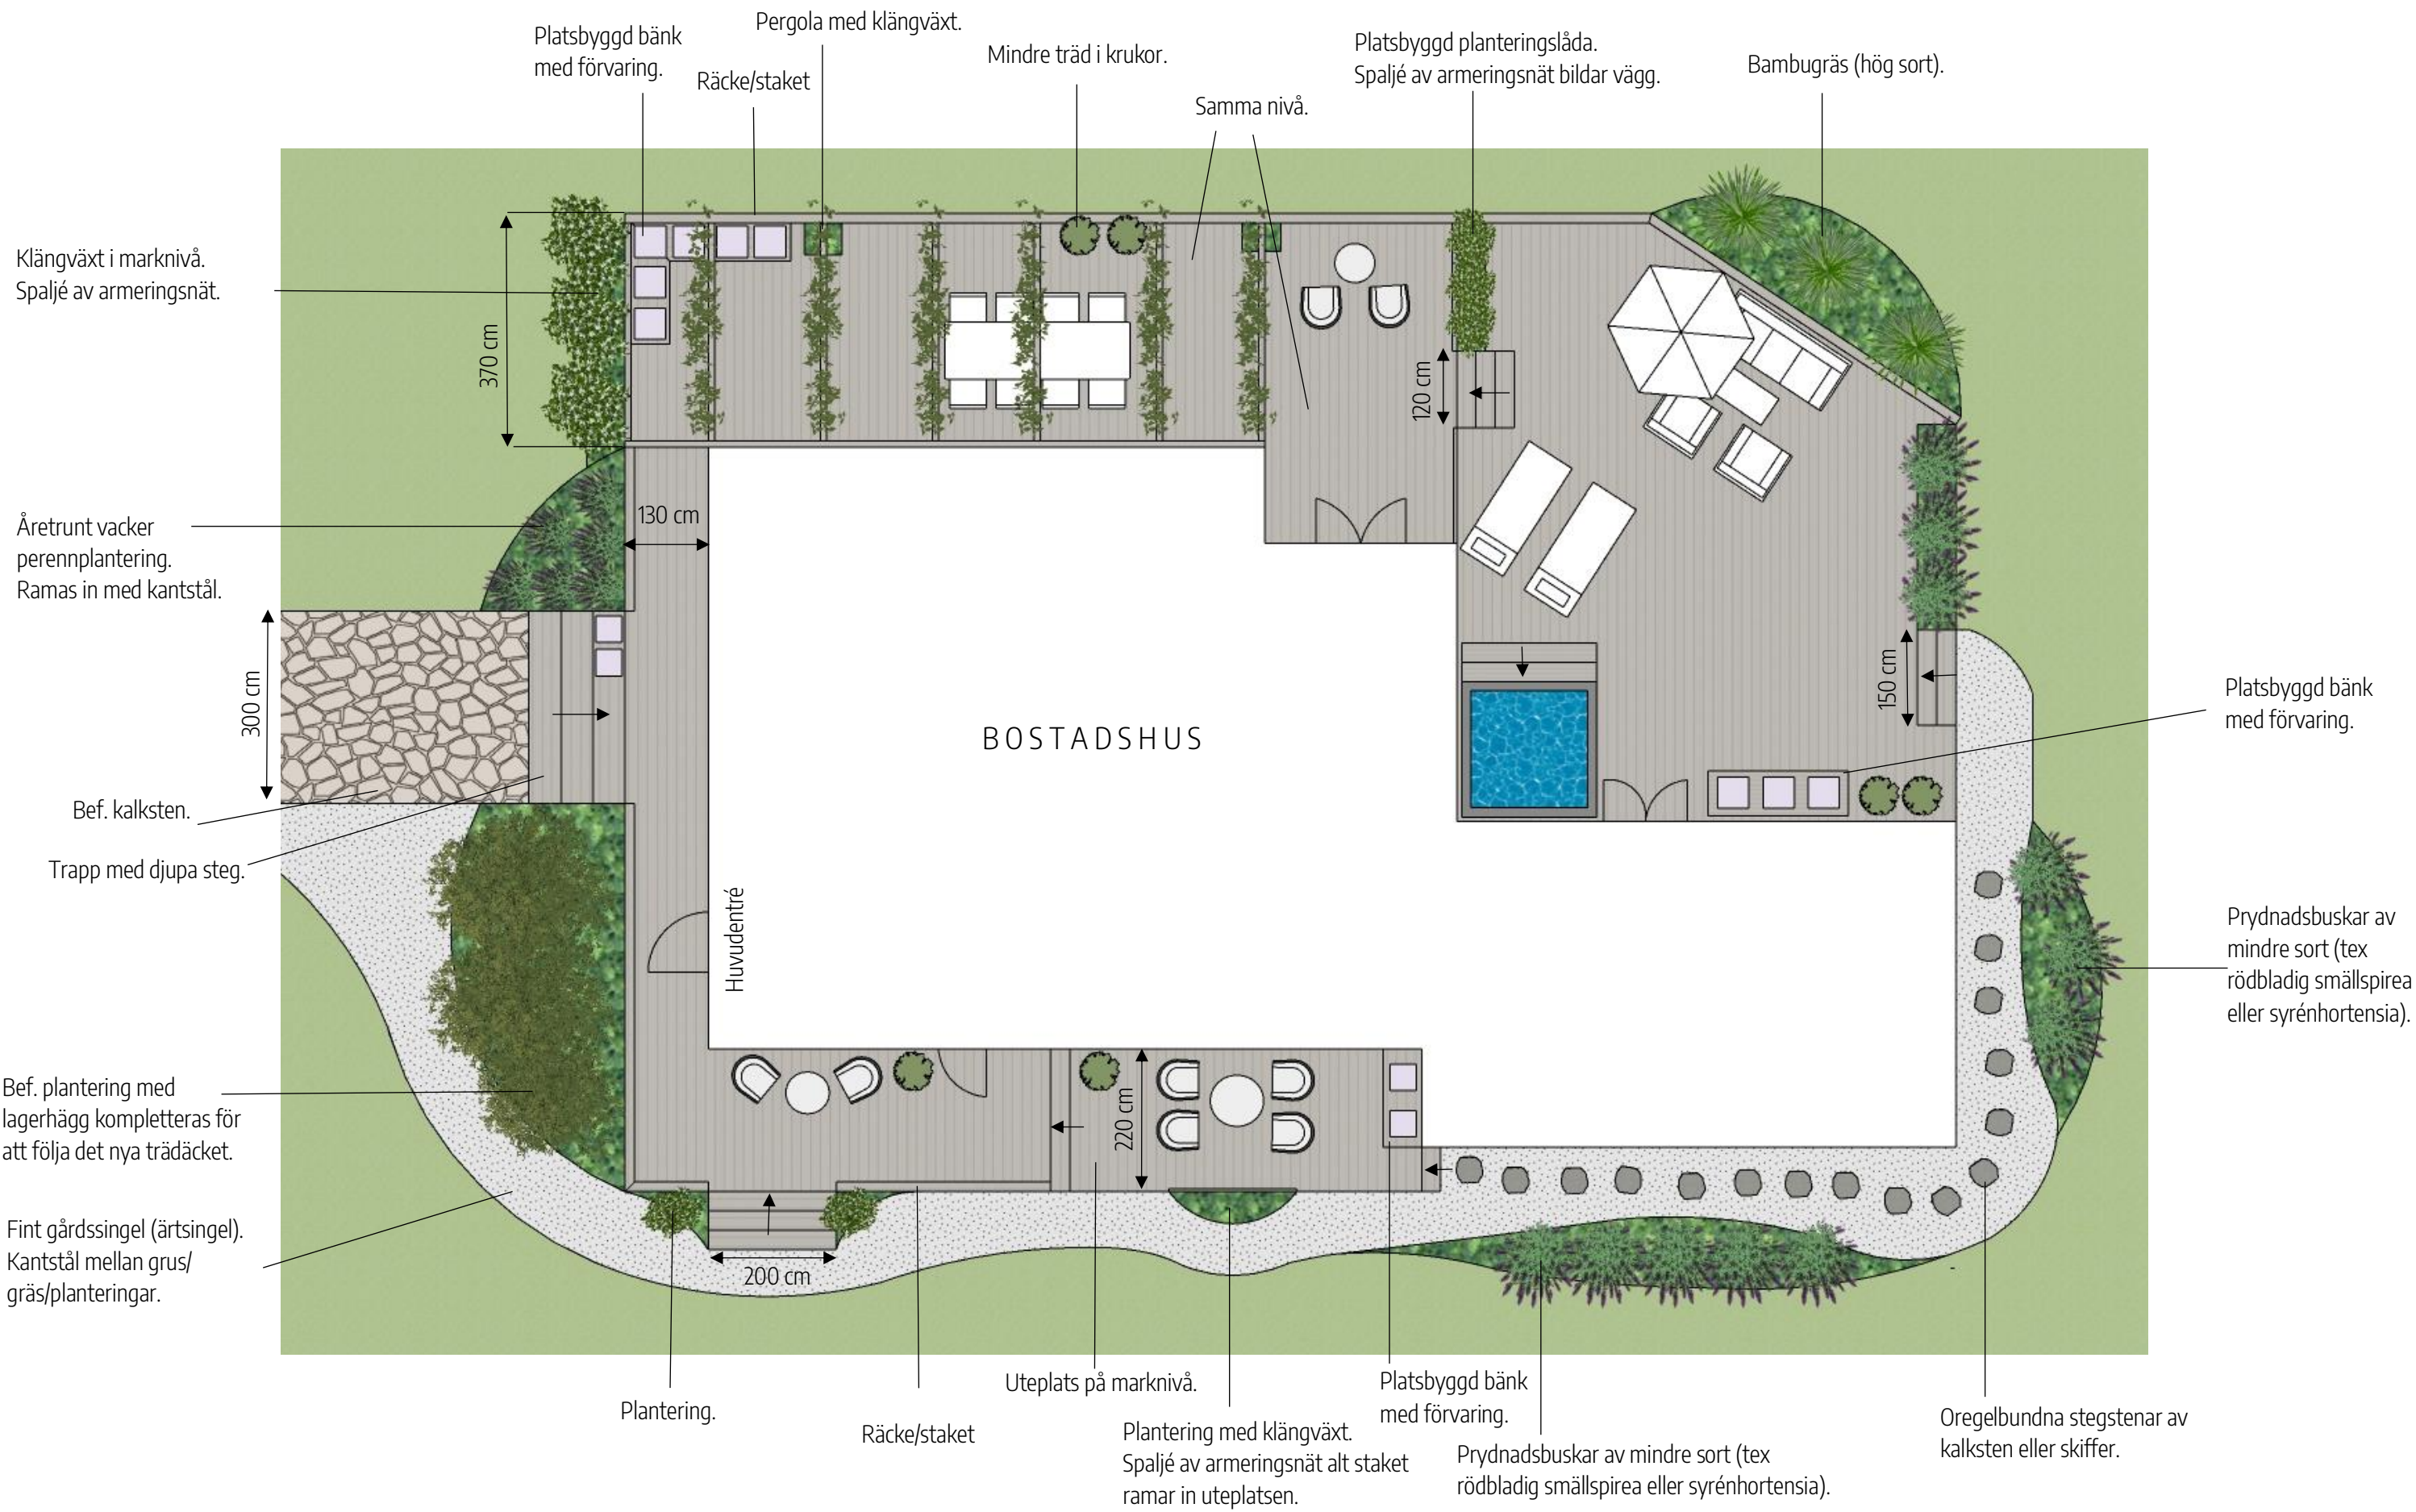 Pergola med klängväxt.
Platsbyggd bänk
med förvaring.
Räcke/staket
Mindre träd i krukor.
Samma nivå.
Platsbyggd planteringslåda.
Spaljé av armeringsnät bildar vägg.
Bambugräs (hög sort).
Klängväxt i marknivå.
Spaljé av armeringsnät.
370 cm
120 cm
Året runt vacker
perennplantering.
Ramas in med kantstål.
130 cm
300 cm
150 cm
BOSTADSHUS
Platsbyggd bänk
med förvaring.
Bef. kalksten.
Trapp med djupa steg.
Huvudentré
Prydnadsbuskar av
mindre sort (tex
rödbladig smällspirea
eller syrénhortensia).
Bef. plantering med
lagerhägg kompletteras för
att följa det nya trädäcket.
220 cm
Fint gårdssingel (ärtsingel).
Kantstål mellan grus/
gräs/planteringar.
200 cm
Plantering.
Räcke/staket
Uteplats på marknivå.
Plantering med klängväxt.
Spaljé av armeringsnät alt staket
ramar in uteplatsen.
Platsbyggd bänk
med förvaring.
Prydnadsbuskar av mindre sort (tex
rödbladig smällspirea eller syrénhortensia).
Oregelbundna stegstenar av
kalksten eller skiffer.